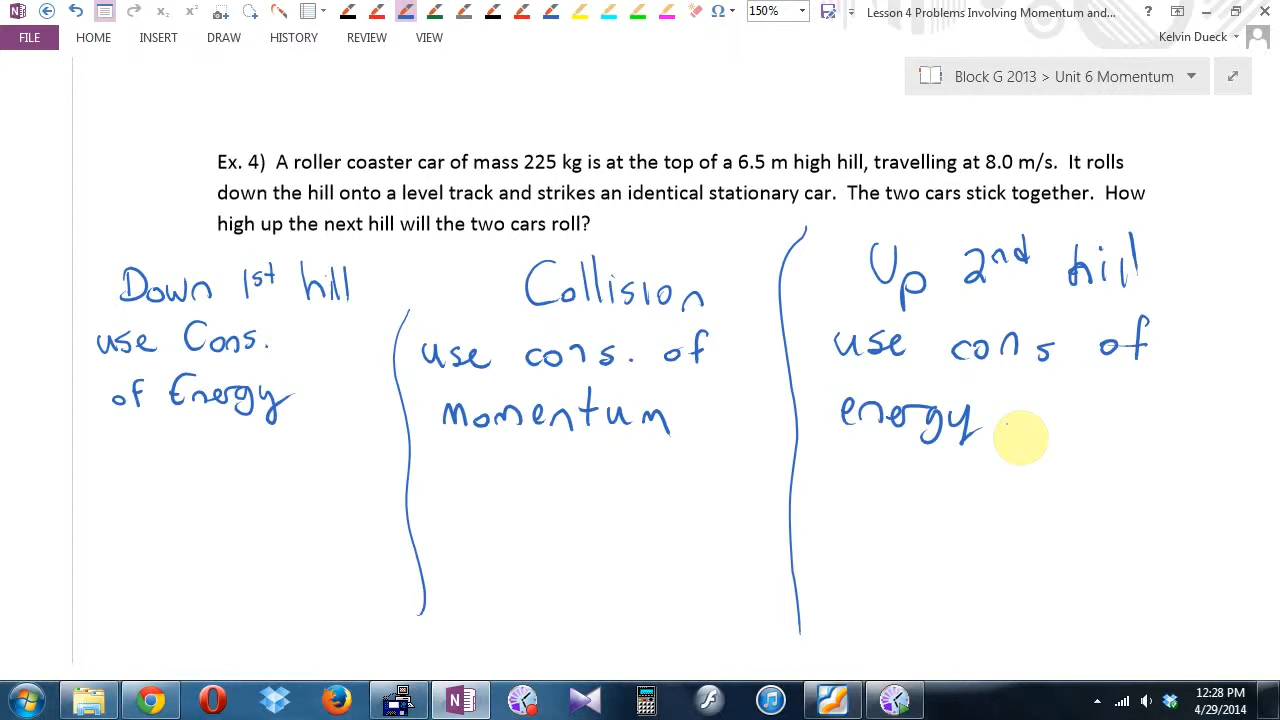 150%
Lesson 4 Problems Involving Momentum and...
FILE HOME INSERT DRAW HISTORY REVIEW VIEW
Kelvin Dueck
Block G 2013 > Unit 6 Momentum
Ex. 4) A roller coaster car of mass 225 kg is at the top of a 6.5 m high hill, travelling at 8.0 m/s. It rolls
down the hill onto a level track and strikes an identical stationary car. The two cars stick together. How
high up the next hill will the two cars roll?
Down 1st hill
use Cons.
of Energy
Collision
use cons. of
momentum
Up 2nd hill
use cons of
energy
12:28 PM
4/29/2014